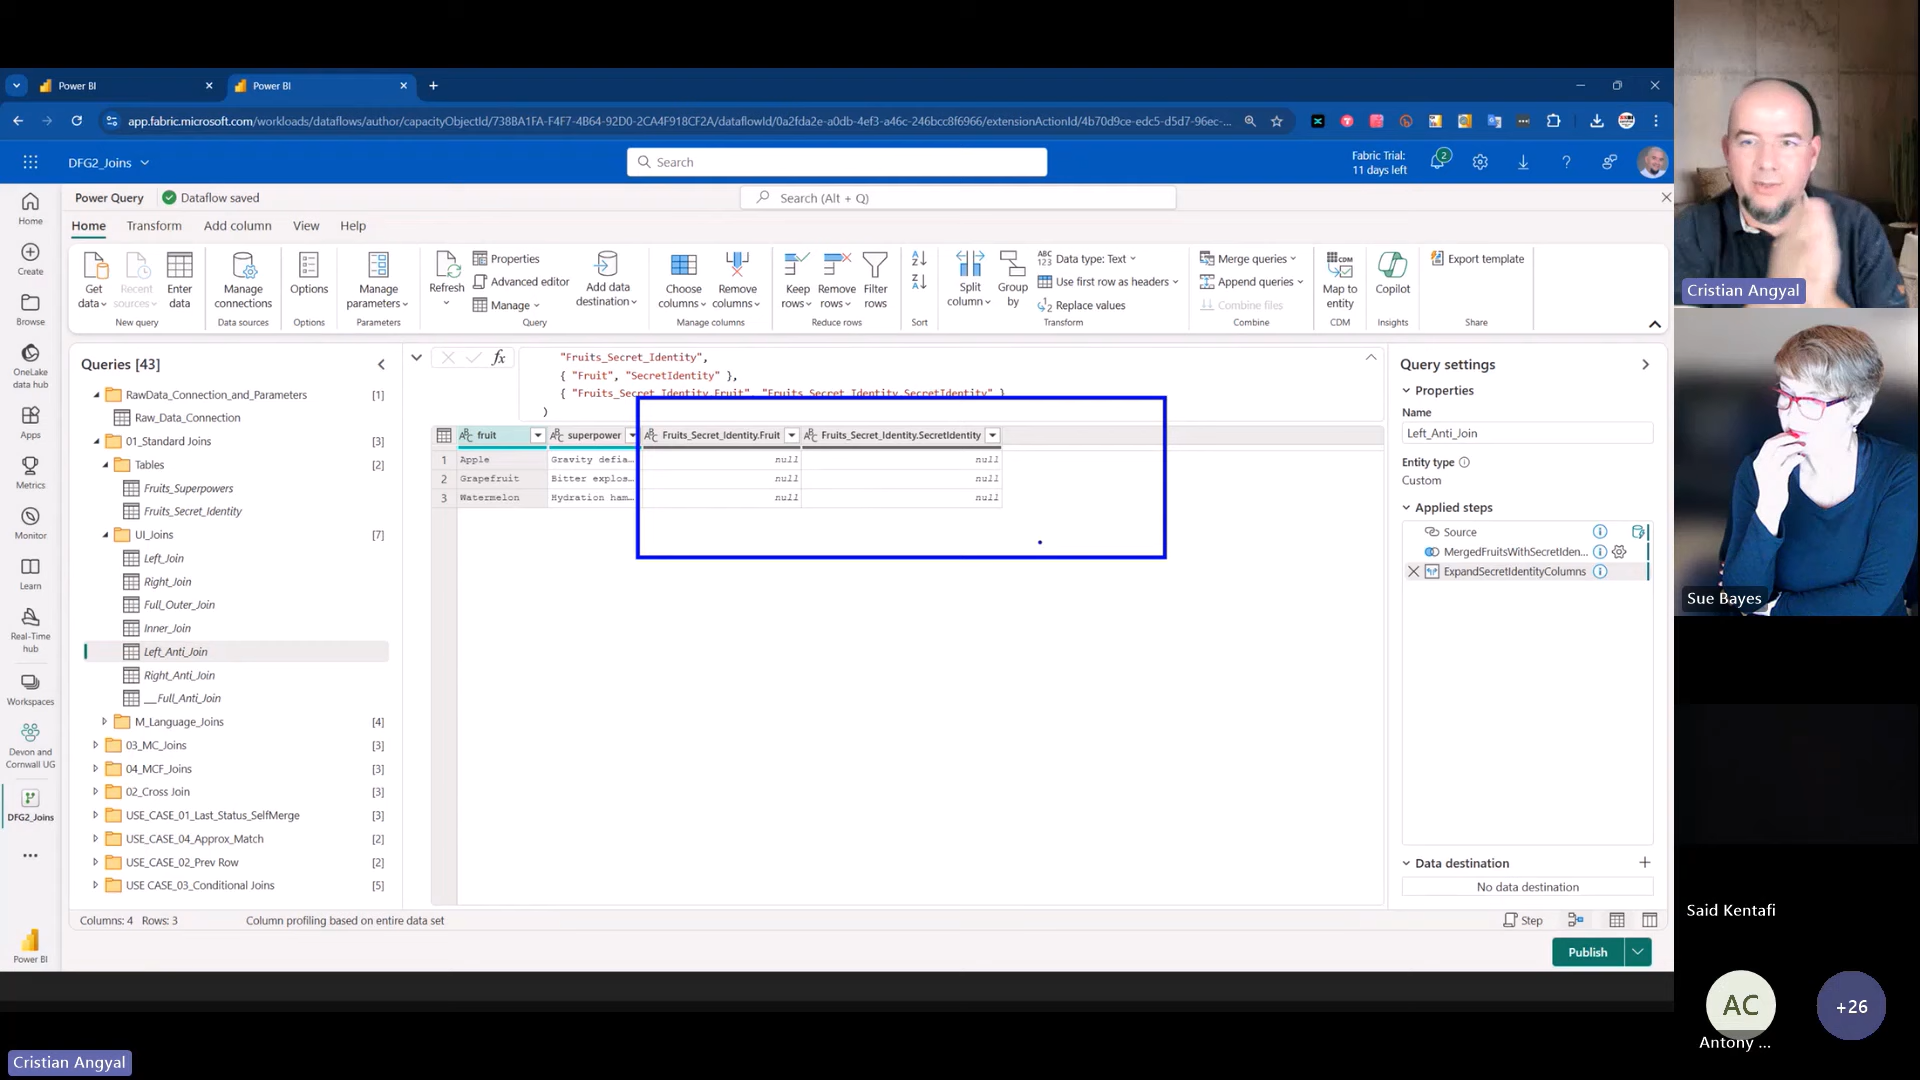 Power BI
Power BI
app.fabric.microsoft.com/workloads/dataflows/author/capacityObjectId/738BA1FA-F4F7-4B64-92D0-2CA4F918CF2A/dataflowId/0a2fda2e-a0db-4ef3-a46c-246bcc8f6966/extensionActionId/4b70d9ce-edc5-d5d7-96ec-...
DFG2_Joins
Search
Fabric Trial:
11 days left
2
Power Query
Dataflow saved
Search (Alt + Q)
Home
Transform
Add column
View
Help
Get data
Recent sources
Enter data
New query
Manage connections
Data sources
Options
Options
Manage parameters
Parameters
Refresh
Properties
Advanced editor
Manage
Query
Add data destination
Choose columns
Remove columns
Manage columns
Keep rows
Remove rows
Filter rows
Reduce rows
Sort
Split column
Group by
Data type: Text
Use first row as headers
Replace values
Transform
Merge queries
Append queries
Combine files
Combine
Map to entity
CDM
Copilot
Insights
Export template
Share
Home
Create
Browse
OneLake data hub
Apps
Metrics
Monitor
Learn
Real-Time hub
Workspaces
Devon and Cornwall UG
DFG2_Joins
Power BI
Queries [43]
RawData_Connection_and_Parameters [1]
Raw_Data_Connection
01_Standard Joins [3]
Tables [2]
Fruits_Superpowers
Fruits_Secret_Identity
UI_Joins [7]
Left_Join
Right_Join
Full_Outer_Join
Inner_Join
Left_Anti_Join
Right_Anti_Join
__Full_Anti_Join
M_Language_Joins [4]
03_MC_Joins [3]
04_MCF_Joins [3]
02_Cross Join [3]
USE_CASE_01_Last_Status_SelfMerge [3]
USE_CASE_04_Approx_Match [2]
USE_CASE_02_Prev Row [2]
USE CASE_03_Conditional Joins [5]
fx
"Fruits_Secret_Identity",
{ "Fruit", "SecretIdentity" },
{ "Fruits_Secret_Identity.Fruit", "Fruits_Secret_Identity.SecretIdentity" }
)
fruit superpower Fruits_Secret_Identity.Fruit Fruits_Secret_Identity.SecretIdentity
1 Apple Gravity defia... null null
2 Grapefruit Bitter explos... null null
3 Watermelon Hydration ham... null null
Query settings
Properties
Name
Left_Anti_Join
Entity type
Custom
Applied steps
Source
MergedFruitsWithSecretIden...
ExpandSecretIdentityColumns
Data destination
No data destination
Columns: 4 Rows: 3
Column profiling based on entire data set
Step
Publish
Cristian Angyal
Sue Bayes
Said Kentafi
AC
Antony ...
+26
Cristian Angyal